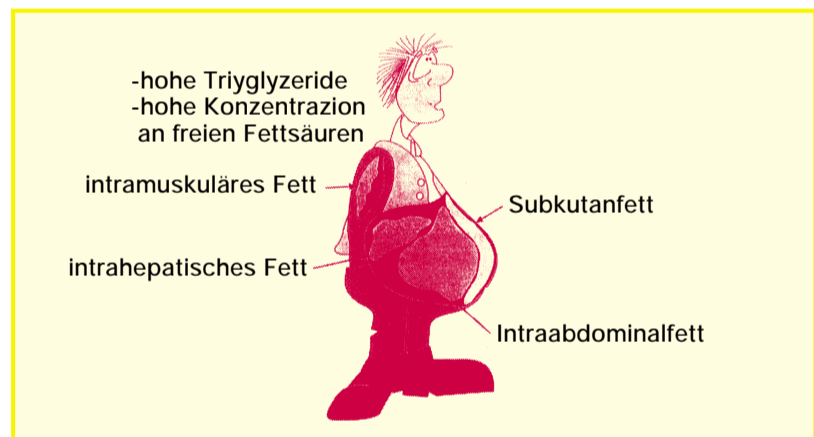 -hohe Triyglyzeride
-hohe Konzentrazion
an freien Fettsäuren
intramuskuläres Fett
Subkutanfett
intrahepatisches Fett
Intraabdominalfett